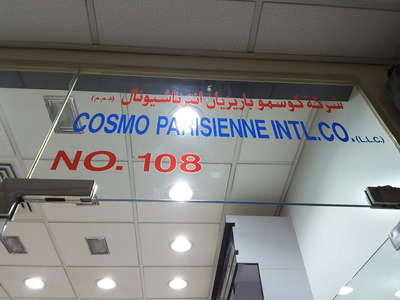 شركة كوسمو باريزيان انترناشيونال (ذ.م.م)
COSMO PARISIENNE INTL.CO. (L.L.C)
NO. 108